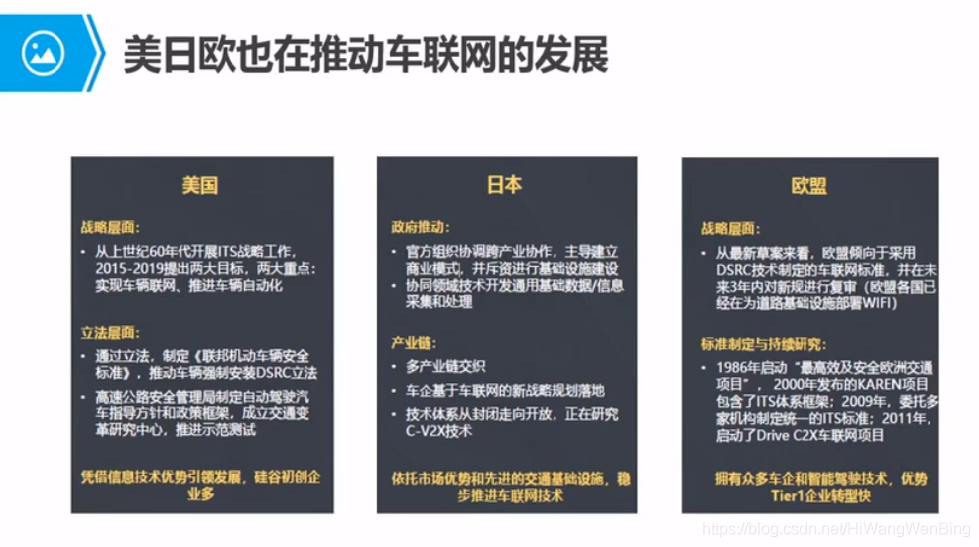 美日欧也在推动车联网的发展
美国
战略层面：
• 从上世纪60年代开展ITS战略工作，
2015-2019提出两大目标，两大重点：
实现车辆联网、推进车辆自动化
立法层面：
• 通过立法，制定《联邦机动车辆安全
标准》，推动车辆强制安装DSRC立法
• 高速公路安全管理局制定自动驾驶汽
车指导方针和政策框架，成立交通变
革研究中心，推进示范测试
凭借信息技术优势引领发展，硅谷初创企
业多
日本
政府推动：
• 官方组织协调跨产业协作，主导建立
商业模式，并斥资进行基础设施建设
• 协同领域技术开发通用基础数据/信息
采集和处理
产业链：
• 多产业链交织
• 车企基于车联网的新战略规划落地
• 技术体系从封闭走向开放，正在研究
C-V2X技术
依托市场优势和先进的交通基础设施，稳
步推进车联网技术
欧盟
战略层面：
• 从最新草案来看，欧盟倾向于采用
DSRC技术制定的车联网标准，并在未
来3年内对新规进行复审（欧盟各国已
经在为道路基础设施部署WIFI）
标准制定与持续研究：
• 1986年启动“最高效及安全欧洲交通
项目”，2000年发布的KAREN项目
包含了ITS体系框架；2009年，委托多
家机构制定统一的ITS标准；2011年，
启动了Drive C2X车联网项目
拥有众多车企和智能驾驶技术，优势
Tier1企业转型快
https://blog.csdn.net/HiWangWenBing